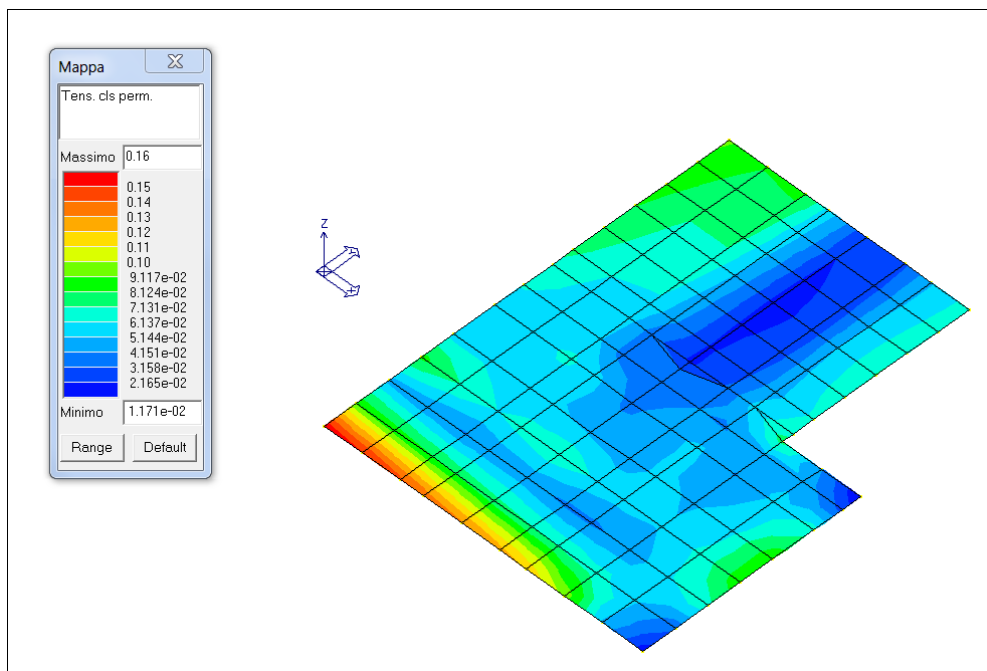 Mappa
Tens. cls perm.
Massimo 0.16
0.15
0.14
0.13
0.12
0.11
0.10
9.117e-02
8.124e-02
7.131e-02
6.137e-02
5.144e-02
4.151e-02
3.158e-02
2.165e-02
Minimo 1.171e-02
Range Default
Z